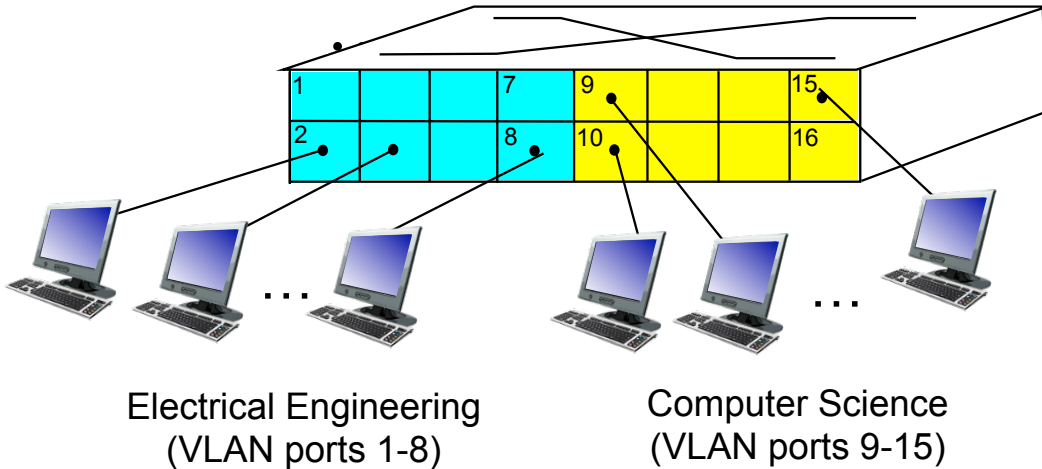 1 7 9 15
2 8 10 16
... ...
Electrical Engineering
(VLAN ports 1-8)
Computer Science
(VLAN ports 9-15)